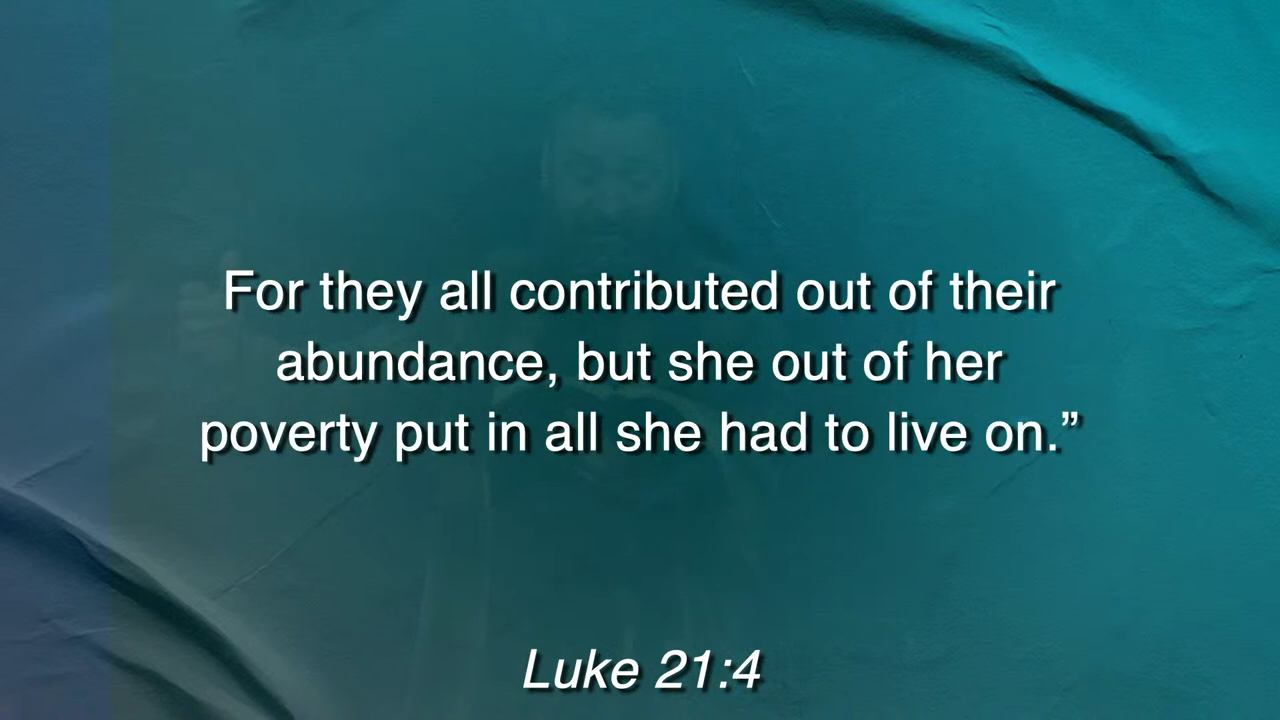 For they all contributed out of their
abundance, but she out of her
poverty put in all she had to live on.”
Luke 21:4